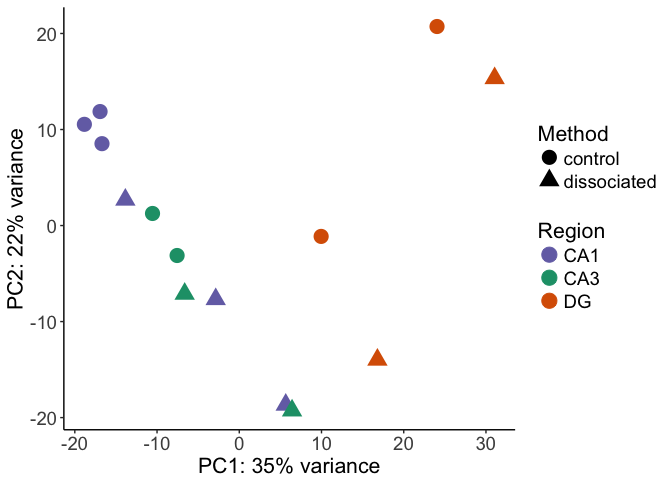 20
10
0
-10
-20
PC2: 22% variance
-20 -10 0 10 20 30
PC1: 35% variance
Method
control
dissociated
Region
CA1
CA3
DG